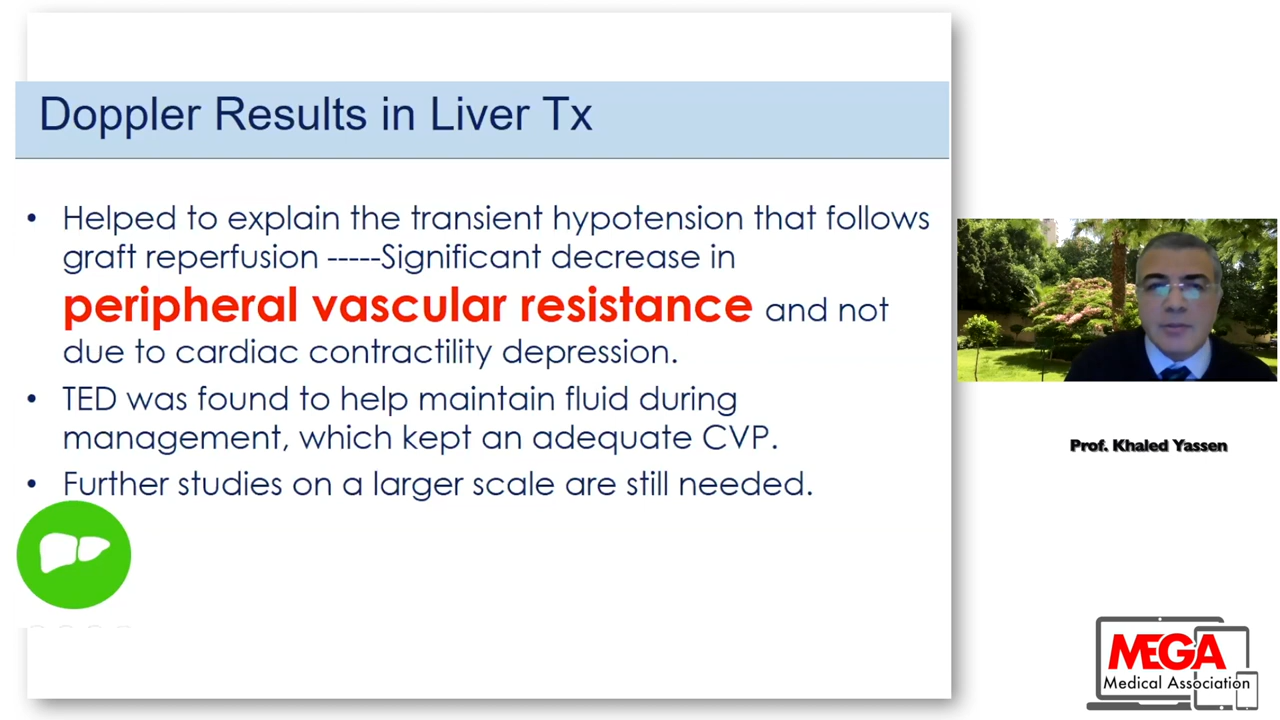 Doppler Results in Liver Tx
• Helped to explain the transient hypotension that follows
graft reperfusion -----Significant decrease in
peripheral vascular resistance and not
due to cardiac contractility depression.
• TED was found to help maintain fluid during
management, which kept an adequate CVP.
• Further studies on a larger scale are still needed.
Prof. Khaled Yassen
MEGA
Medical Association